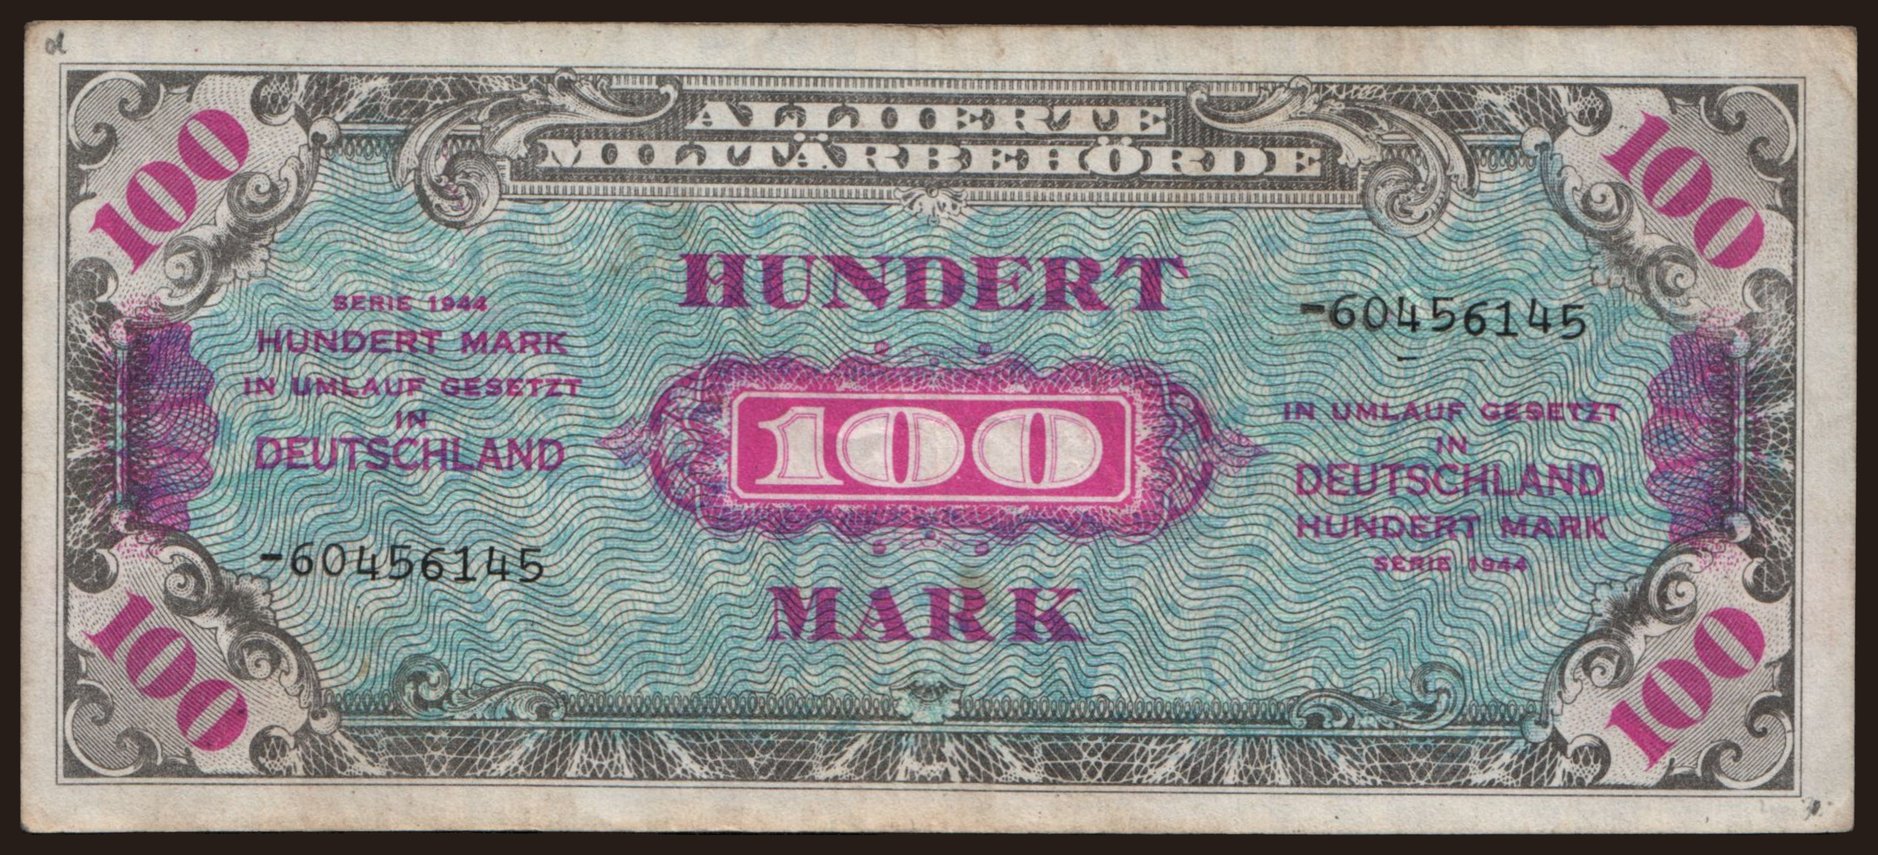 100
ALLIIERTE
MILITÄRBEHÖRDE
100
HUNDERT
SERIE 1944
HUNDERT MARK
IN UMLAUF GESETZT
IN
DEUTSCHLAND
-60456145
100
-60456145
IN UMLAUF GESETZT
IN
DEUTSCHLAND
HUNDERT MARK
SERIE 1944
MARK
100
100